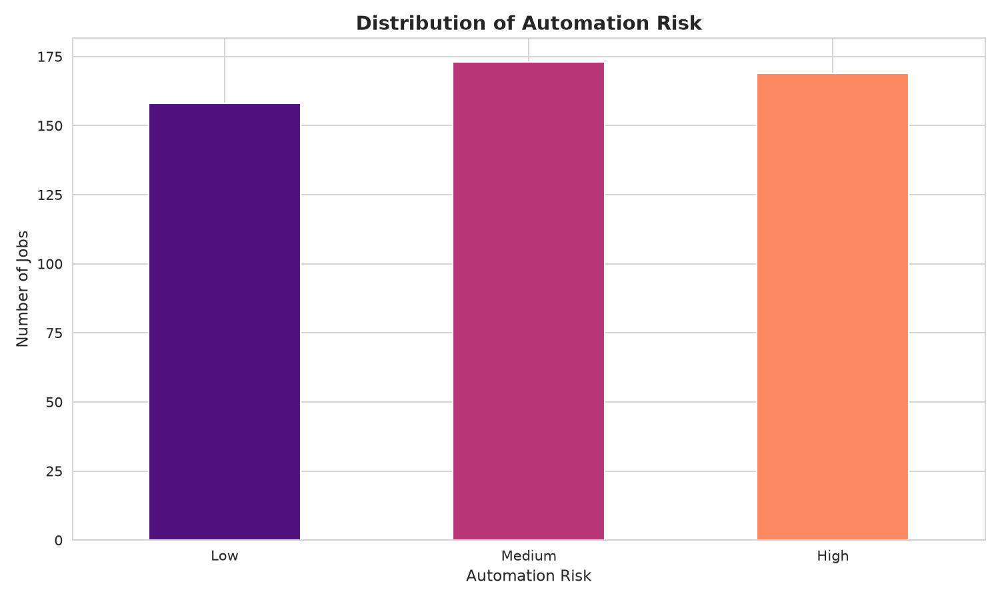 Distribution of Automation Risk
175
150
125
100
75
50
25
0
Number of Jobs
Low Medium High
Automation Risk